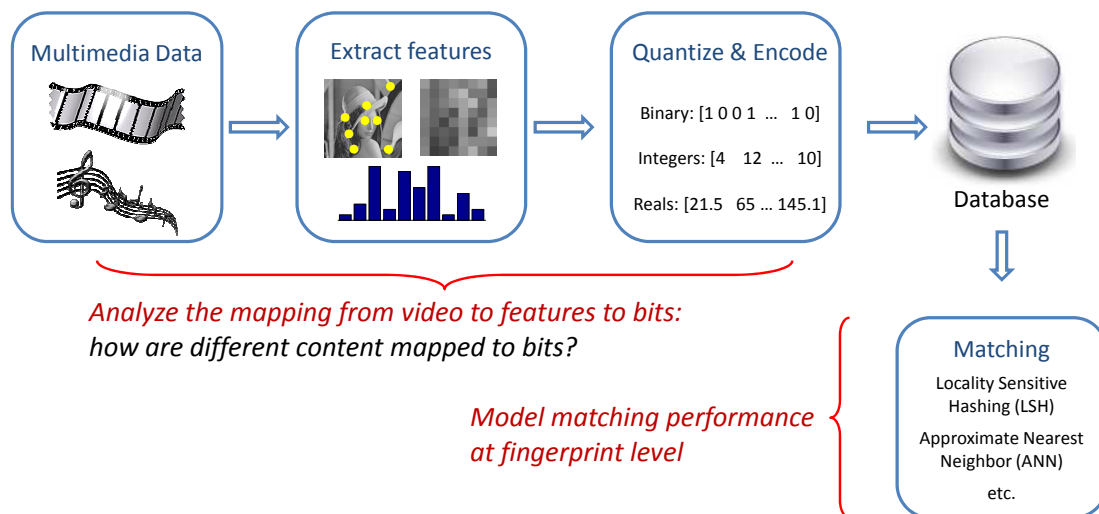 Multimedia Data
Extract features
Quantize & Encode
Binary: [1 0 0 1 ... 1 0]
Integers: [4 12 ... 10]
Reals: [21.5 65 ... 145.1]
Database
Analyze the mapping from video to features to bits:
how are different content mapped to bits?
Model matching performance
at fingerprint level
Matching
Locality Sensitive
Hashing (LSH)
Approximate Nearest
Neighbor (ANN)
etc.